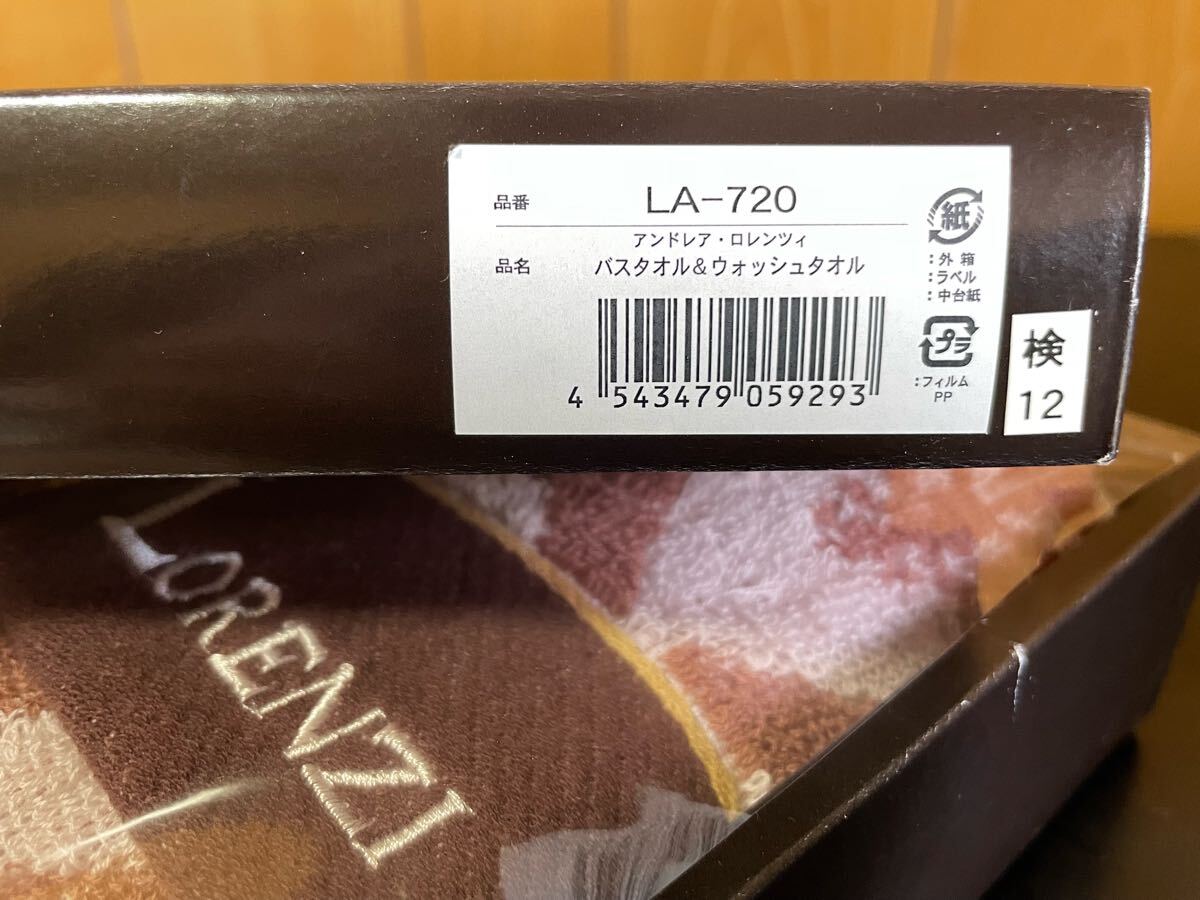 品番 LA-720
アンドレア・ロレンツィ
品名 バスタオル&ウォッシュタオル
4 543479 059293
紙
:外箱
:ラベル
:中台紙
プラ
:フィルム
PP
検
12
LORENZI